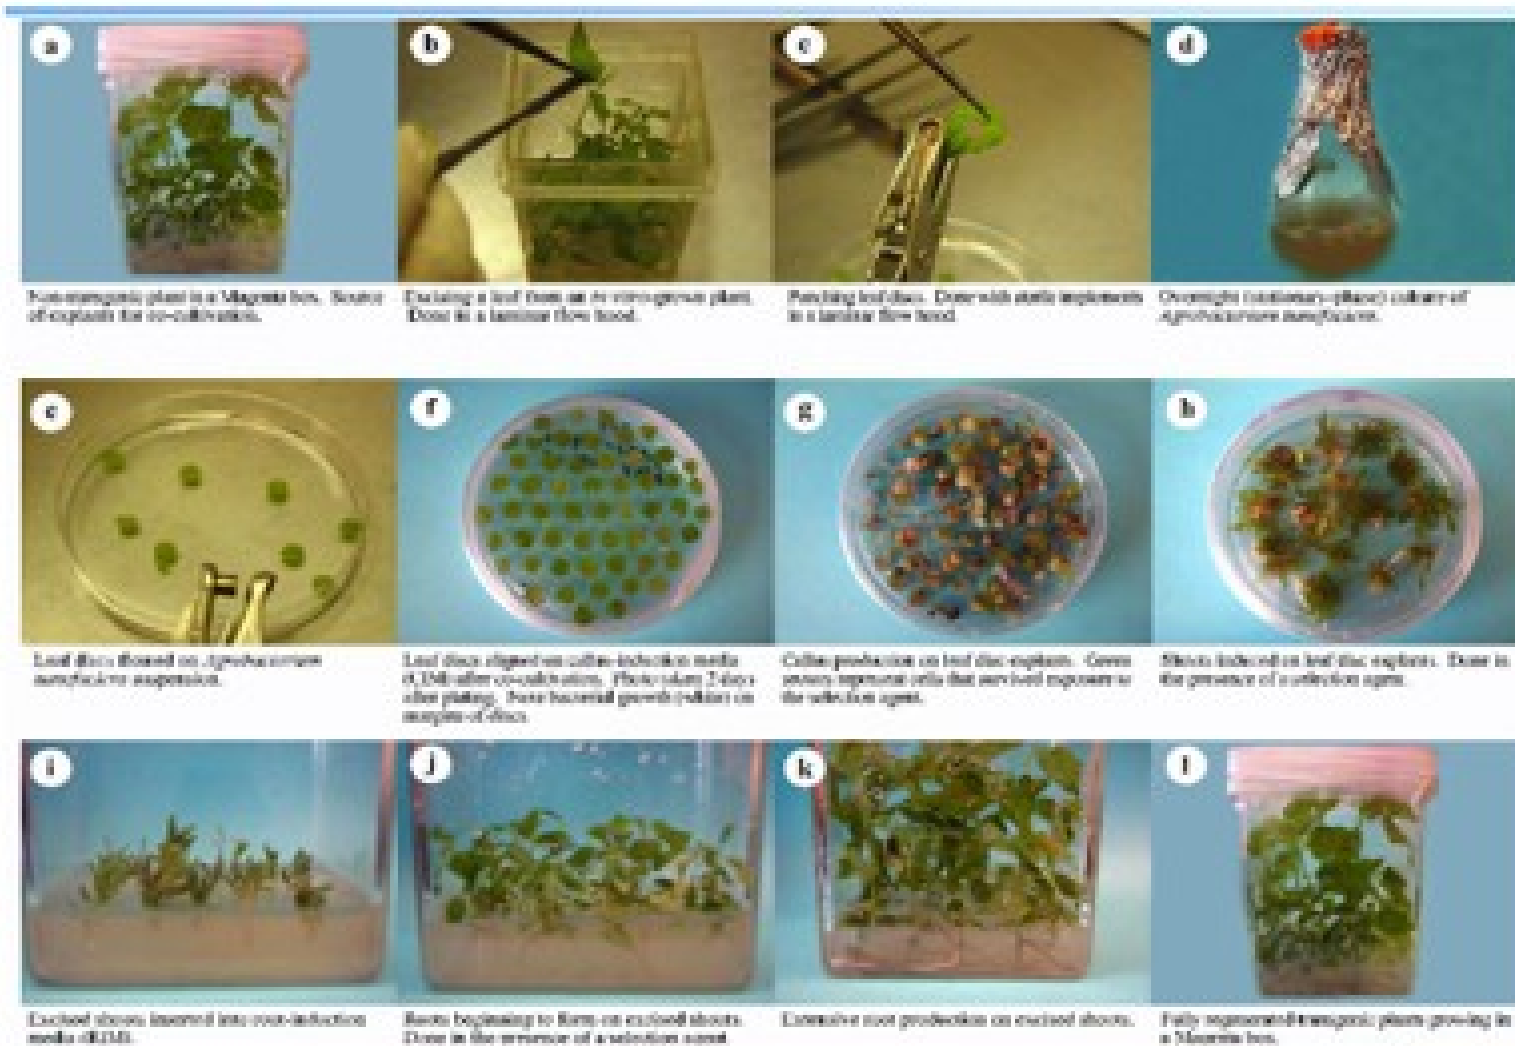 a
b
c
d
Non-transgenic plant in a Magenta box. Source
of explants for co-cultivation.
Excising a leaf from an in vitro-grown plant.
Done in a laminar flow hood.
Punching leaf discs. Done with sterile implements
in a laminar flow hood.
Overnight (stationary-phase) culture of
Agrobacterium tumefaciens.
e
f
g
h
Leaf discs floated on Agrobacterium
tumefaciens suspension.
Leaf discs aligned on callus-induction media
(CIM) after co-cultivation. Photo taken 2 days
after plating. Note bacterial growth (white) on
margins of discs.
Callus production on leaf disc explants. Green
sectors represent cells that survived exposure to
the selection agent.
Shoots induced on leaf disc explants. Done in
the presence of a selection agent.
i
j
k
l
Excised shoots inserted into root-induction
media (RIM).
Roots beginning to form on excised shoots.
Done in the presence of a selection agent.
Extensive root production on excised shoots.
Fully regenerated transgenic plants growing in
a Magenta box.